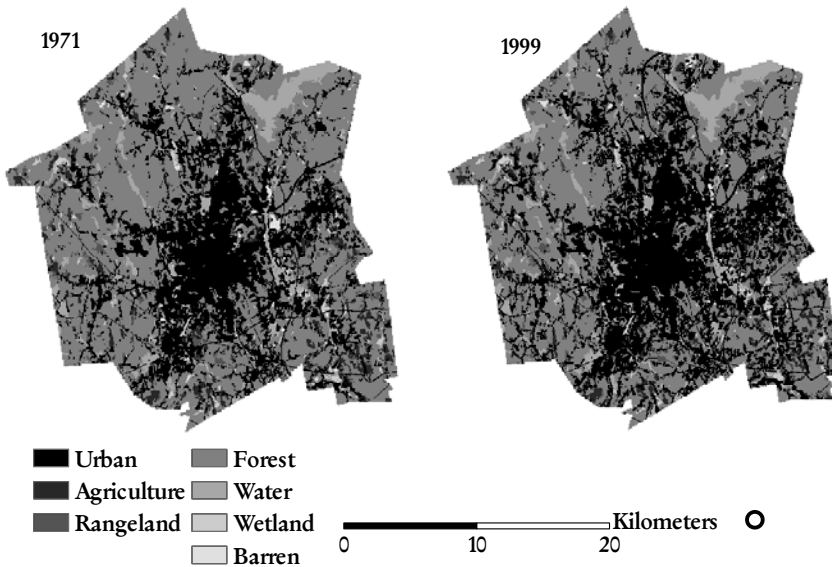 1971
1999
Urban
Forest
Agriculture
Water
Rangeland
Wetland
Barren
Kilometers
0 10 20